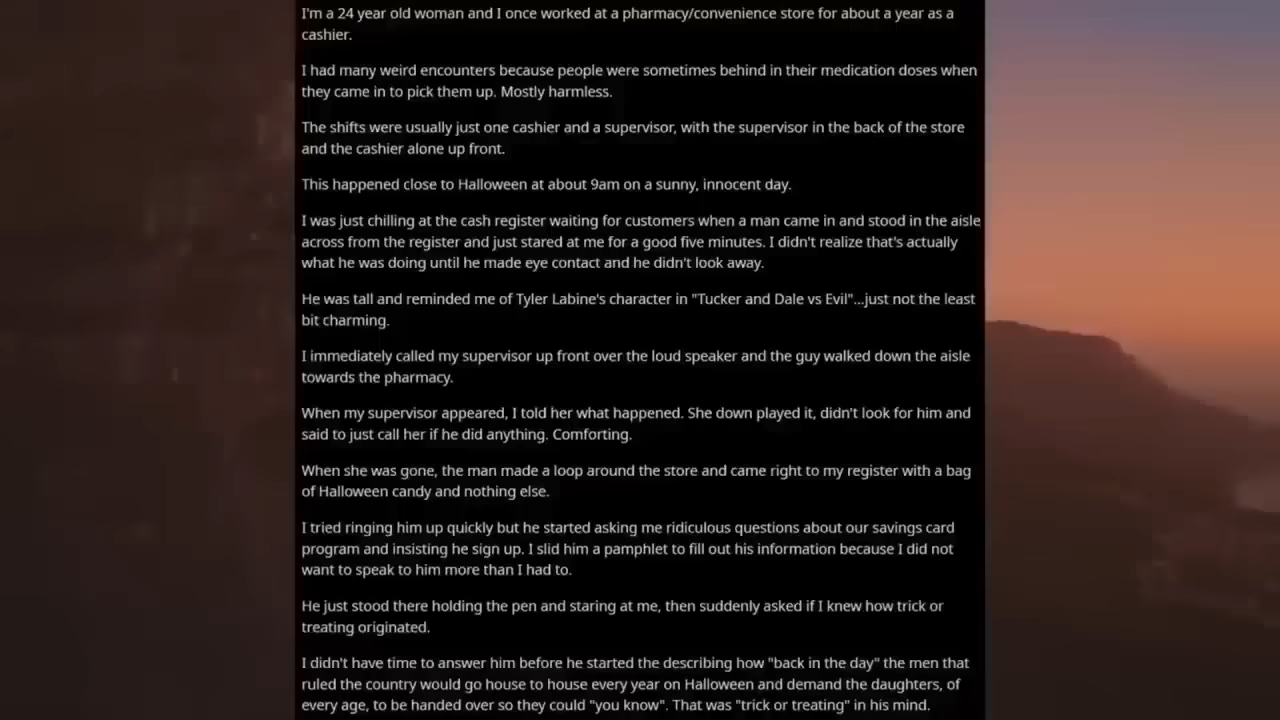 I'm a 24 year old woman and I once worked at a pharmacy/convenience store for about a year as a
cashier.
I had many weird encounters because people were sometimes behind in their medication doses when
they came in to pick them up. Mostly harmless.
The shifts were usually just one cashier and a supervisor, with the supervisor in the back of the store
and the cashier alone up front.
This happened close to Halloween at about 9am on a sunny, innocent day.
I was just chilling at the cash register waiting for customers when a man came in and stood in the aisle
across from the register and just stared at me for a good five minutes. I didn't realize that's actually
what he was doing until he made eye contact and he didn't look away.
He was tall and reminded me of Tyler Labine's character in "Tucker and Dale vs Evil"...just not the least
bit charming.
I immediately called my supervisor up front over the loud speaker and the guy walked down the aisle
towards the pharmacy.
When my supervisor appeared, I told her what happened. She down played it, didn't look for him and
said to just call her if he did anything. Comforting.
When she was gone, the man made a loop around the store and came right to my register with a bag
of Halloween candy and nothing else.
I tried ringing him up quickly but he started asking me ridiculous questions about our savings card
program and insisting he sign up. I slid him a pamphlet to fill out his information because I did not
want to speak to him more than I had to.
He just stood there holding the pen and staring at me, then suddenly asked if I knew how trick or
treating originated.
I didn't have time to answer him before he started the describing how "back in the day" the men that
ruled the country would go house to house every year on Halloween and demand the daughters, of
every age, to be handed over so they could "you know". That was "trick or treating" in his mind.